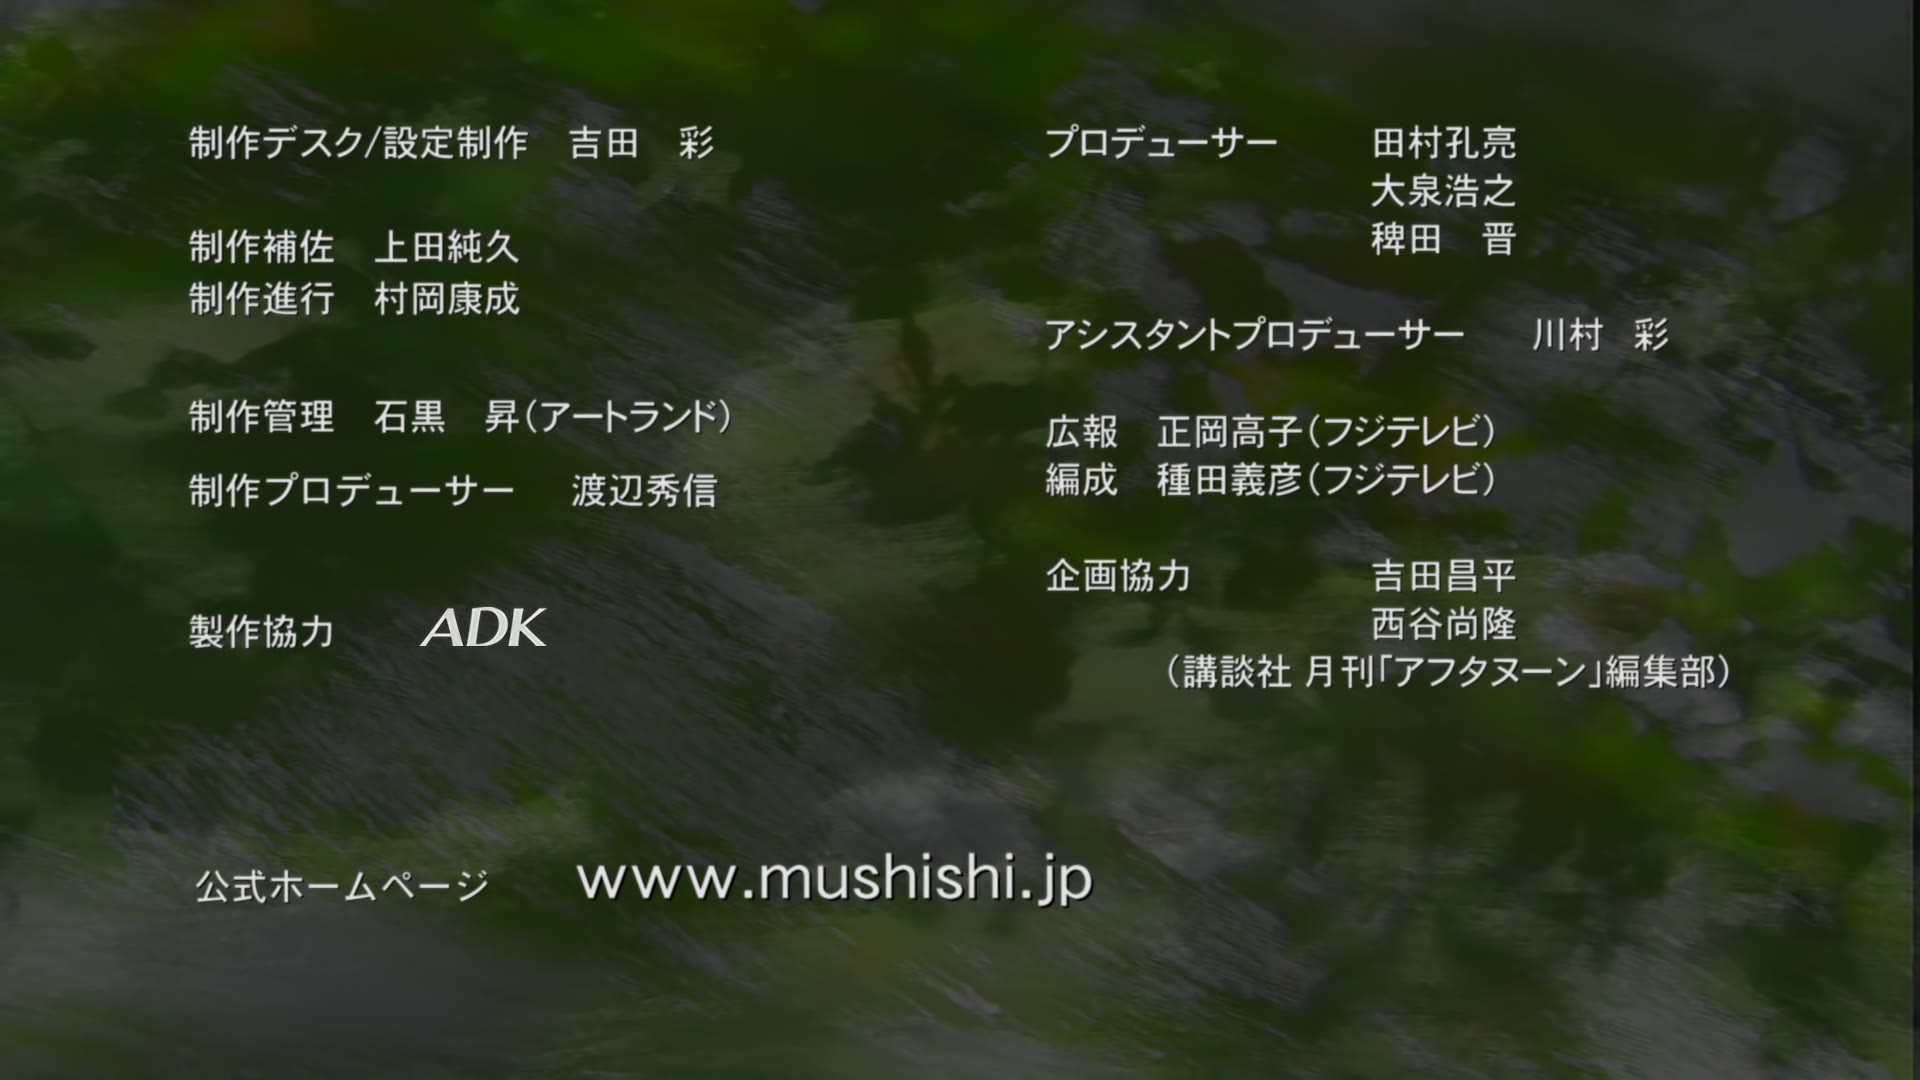 制作デスク/設定制作　吉田　彩
制作補佐　上田純久
制作進行　村岡康成
制作管理　石黒　昇（アートランド）
制作プロデューサー　渡辺秀信
製作協力　ADK
プロデューサー　田村孔亮
大泉浩之
稗田　晋
アシスタントプロデューサー　川村　彩
広報　正岡高子（フジテレビ）
編成　種田義彦（フジテレビ）
企画協力　吉田昌平
西谷尚隆
（講談社 月刊「アフタヌーン」編集部）
公式ホームページ　www.mushishi.jp